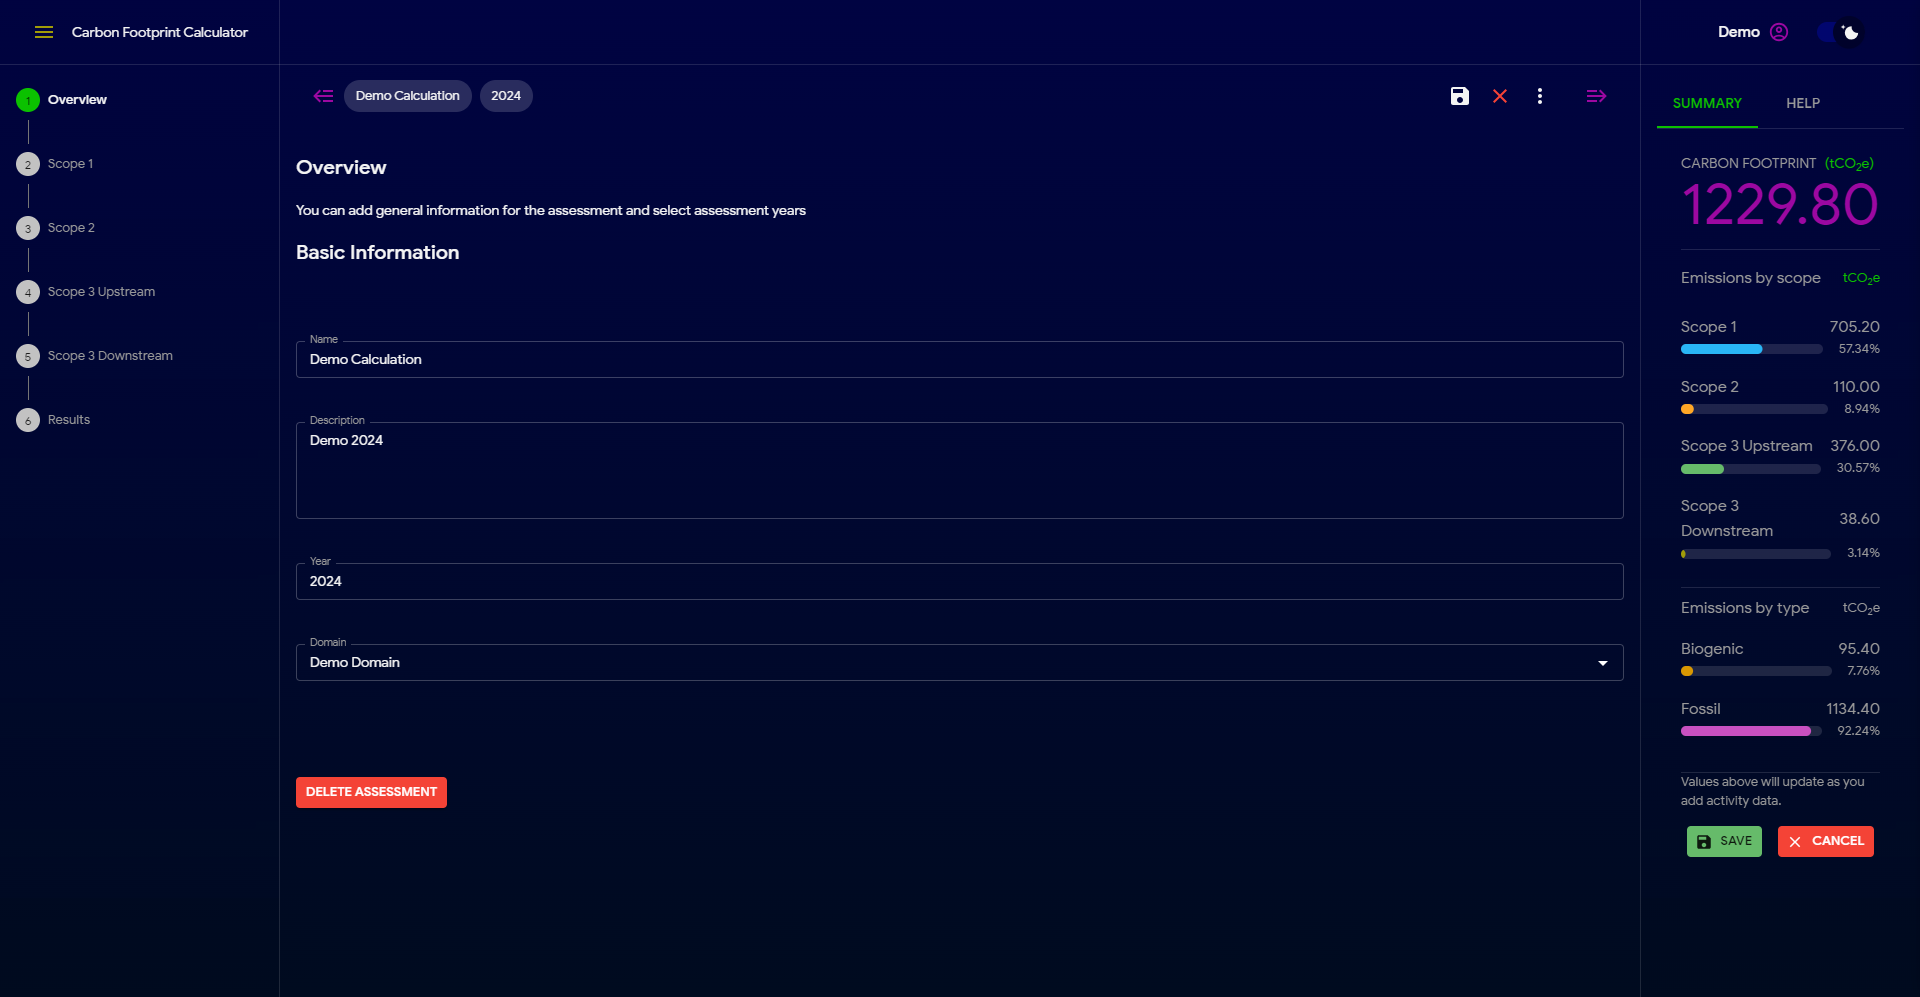 Carbon Footprint Calculator
Demo
1 Overview
2 Scope 1
3 Scope 2
4 Scope 3 Upstream
5 Scope 3 Downstream
6 Results
Demo Calculation 2024
Overview
You can add general information for the assessment and select assessment years
Basic Information
Name
Demo Calculation
Description
Demo 2024
Year
2024
Domain
Demo Domain
DELETE ASSESSMENT
SUMMARY HELP
CARBON FOOTPRINT (tCO2e)
1229.80
Emissions by scope tCO2e
Scope 1 705.20
57.34%
Scope 2 110.00
8.94%
Scope 3 Upstream 376.00
30.57%
Scope 3
Downstream 38.60
3.14%
Emissions by type tCO2e
Biogenic 95.40
7.76%
Fossil 1134.40
92.24%
Values above will update as you
add activity data.
SAVE CANCEL